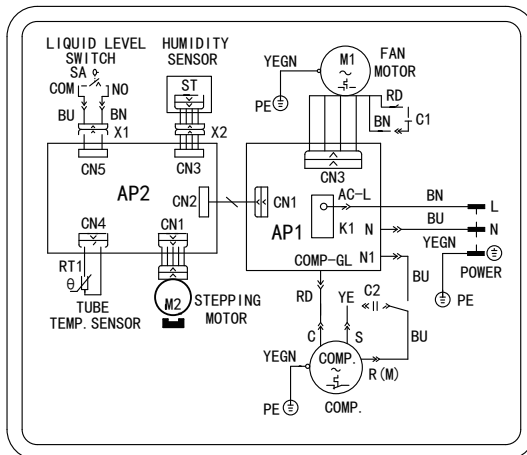 LIQUID LEVEL SWITCH
HUMIDITY SENSOR
SA
COM
NO
BU
BN
X1
ST
X2
YEGN
PE
M1
FAN MOTOR
RD
BN
C1
CN5
CN3
AP2
CN2
CN1
CN4
CN1
CN3
AC-L
AP1
K1
N
COMP-GL
N1
BN
L
BU
N
YEGN
POWER
PE
RT1
θ
TUBE TEMP. SENSOR
M2
STEPPING MOTOR
RD
YE
C2
BU
BU
C
S
YEGN
COMP.
R(M)
PE
COMP.